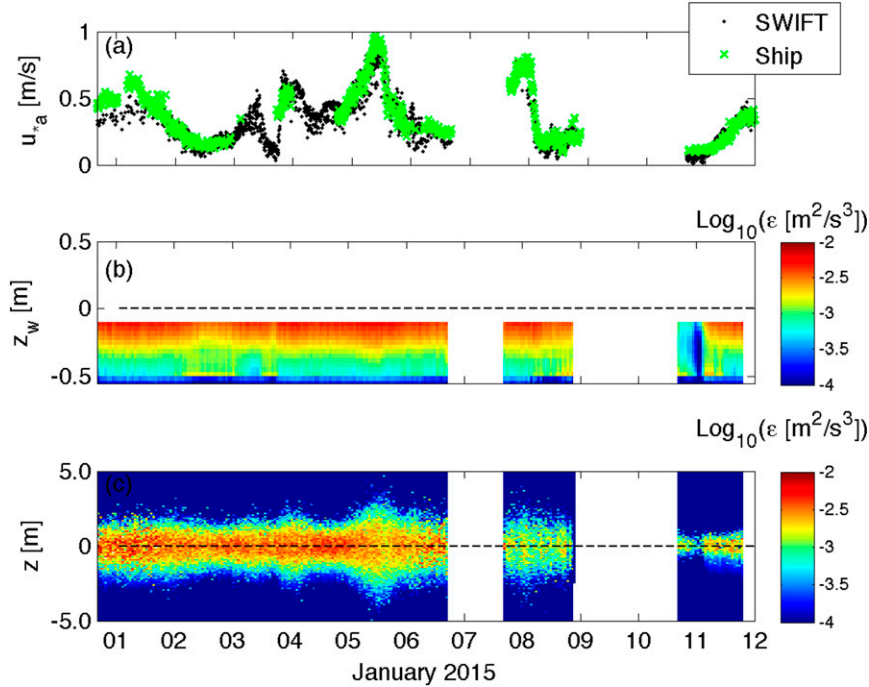 SWIFT
Ship
(a)
u*a [m/s]
1
0.5
0
Log10(ε [m2/s3])
(b)
zw [m]
0.5
0
-0.5
-2
-2.5
-3
-3.5
-4
Log10(ε [m2/s3])
(c)
z [m]
5.0
0
-5.0
-2
-2.5
-3
-3.5
-4
01 02 03 04 05 06 07 08 09 10 11 12
January 2015